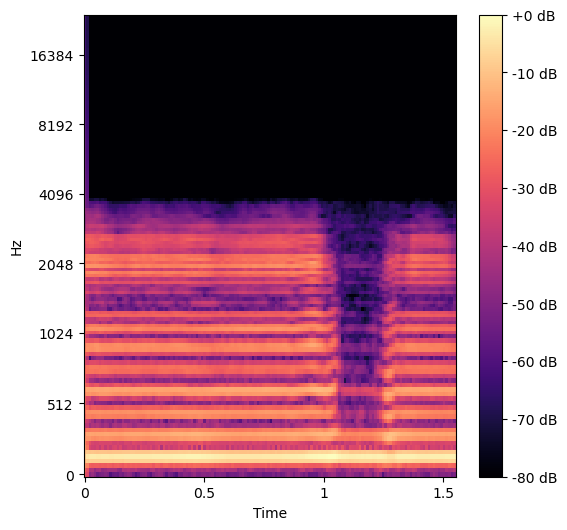 +0 dB
16384
-10 dB
8192
-20 dB
4096
-30 dB
Hz
2048
-40 dB
-50 dB
1024
-60 dB
512
-70 dB
0
-80 dB
0 0.5 1 1.5
Time